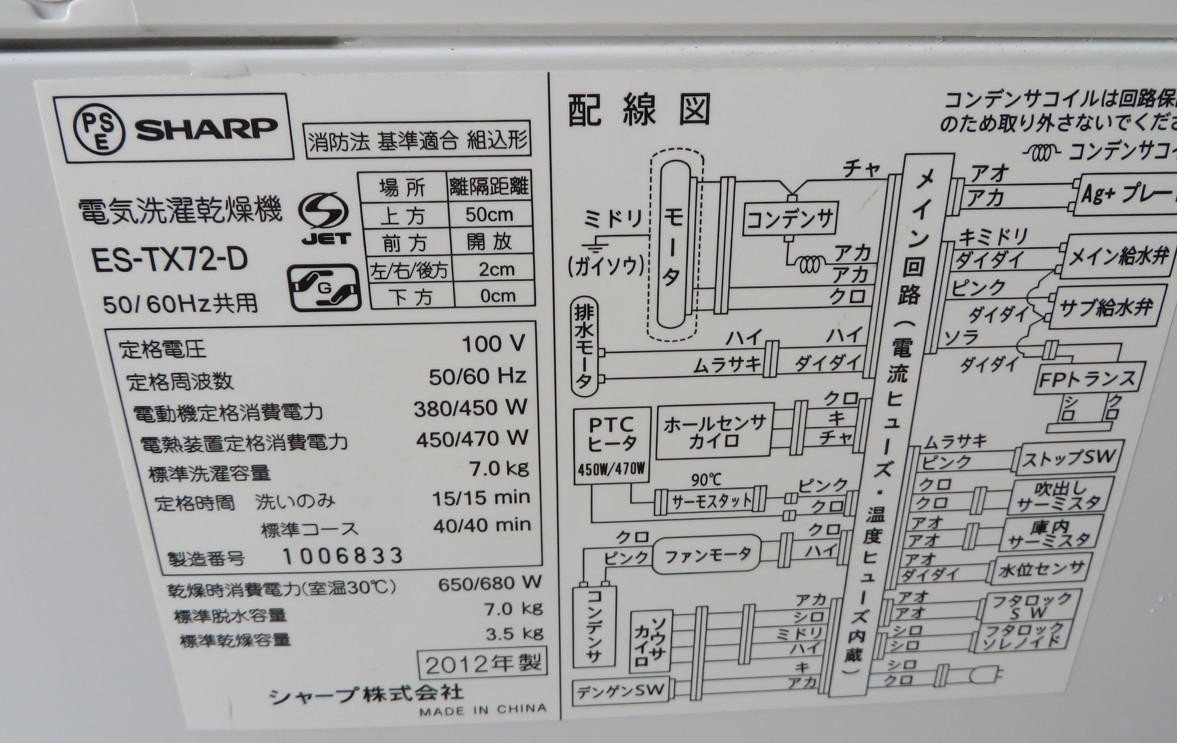 PSE SHARP
消防法 基準適合 組込形
電気洗濯乾燥機
ES-TX72-D
50/60Hz共用
JET
G
場所 離隔距離
上方 50cm
前方 開放
左/右/後方 2cm
下方 0cm
定格電圧 100 V
定格周波数 50/60 Hz
電動機定格消費電力 380/450 W
電熱装置定格消費電力 450/470 W
標準洗濯容量 7.0 kg
定格時間 洗いのみ 15/15 min
標準コース 40/40 min
製造番号 1006833
乾燥時消費電力(室温30℃) 650/680 W
標準脱水容量 7.0 kg
標準乾燥容量 3.5 kg
2012年製
シャープ株式会社
MADE IN CHINA
配線図
コンデンサコイルは回路保
のため取り外さないでくださ
コンデンサコイ
モータ
ミドリ
(ガイソウ)
チャ
コンデンサ
アカ
アカ
クロ
排水モータ
ハイ ハイ
ムラサキ ダイダイ
PTC
ヒータ
450W/470W
ホールセンサ
カイロ
クロ
キ
チャ
90℃
サーモスタット
ピンク
クロ
クロ
ピンク
ファンモータ
クロ
ハイ
コンデンサ
ソウサ
カイロ
アカ
シロ
ミドリ
ハイ
デンゲンSW
キ
アカ
メイン回路(電流ヒューズ・温度ヒューズ内蔵)
アオ
アカ
Ag+ プレー
キミドリ
ダイダイ
メイン給水弁
ピンク
ダイダイ
サブ給水弁
ソラ
ダイダイ
FPトランス
シロ クロ
ムラサキ
ピンク
ストップSW
クロ
クロ
吹出し
サーミスタ
アオ
アオ
庫内
サーミスタ
アオ
ダイダイ
水位センサ
アオ
アオ
フタロック
SW
シロ
シロ
フタロック
ソレノイド
シロ
クロ